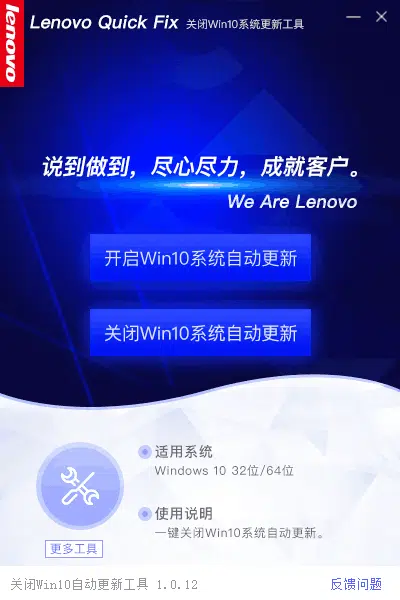 lenovo
Lenovo Quick Fix 关闭Win10系统更新工具
说到做到，尽心尽力，成就客户。
We Are Lenovo
开启Win10系统自动更新
关闭Win10系统自动更新
适用系统
Windows 10 32位/64位
使用说明
一键关闭Win10系统自动更新。
更多工具
关闭Win10自动更新工具 1.0.12
反馈问题